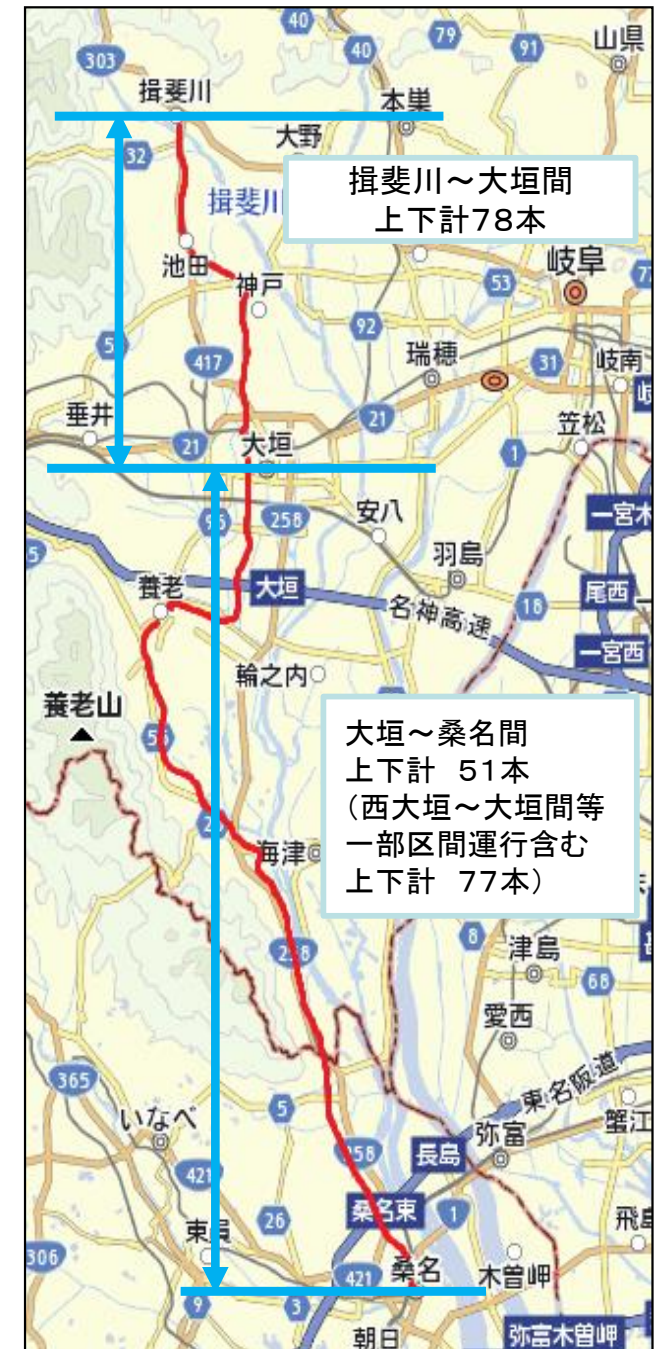 40
79
91
山県
303
40
揖斐川
本巣
大野
32
揖斐川
揖斐川～大垣間
上下計78本
池田
神戸
岐阜
53
92
417
瑞穂
31
岐南
垂井
21
大垣
21
笠松
1
258
安八
一宮木
羽島
養老
大垣
名神高速
18
尾西
一宮西
輪之内
養老山
56
大垣～桑名間
上下計 51本
(西大垣～大垣間等
一部区間運行含む
上下計 77本)
海津
258
8
津島
68
愛西
365
東名阪道
いなべ
5
弥富
蟹江
258
長島
421
桑名東
1
26
東員
飛島
306
421
桑名
木曽岬
9
3
朝日
弥富木曽岬